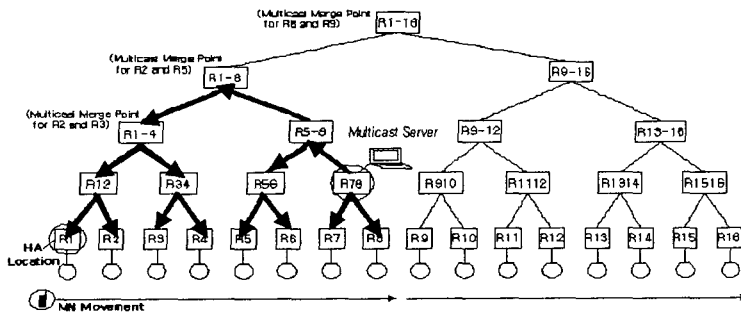 (Multicast Merge Point
for R8 and R9)
R1-16
(Multicast Merge Point
for R2 and R5)
R1-8
R9-16
(Multicast Merge Point
for R2 and R3)
R1-4
R5-8
Multicast Server
R9-12
R13-16
R12
R34
R56
R78
R910
R1112
R1314
R1516
R1
R2
R3
R4
R5
R6
R7
R8
R9
R10
R11
R12
R13
R14
R15
R16
HA
Location
MN Movement